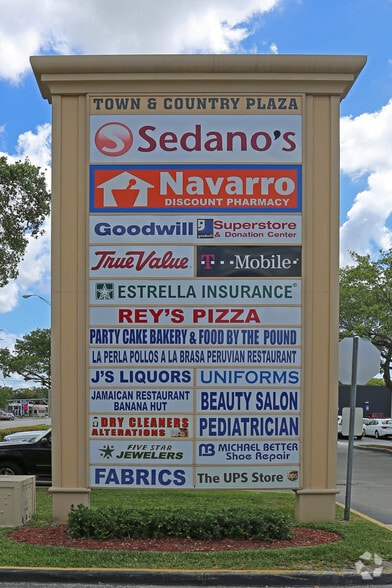 TOWN & COUNTRY PLAZA
S Sedano's
Navarro
DISCOUNT PHARMACY
Goodwill goodwill Superstore
& Donation Center
True Value T Mobile
ESTRELLA INSURANCE
REY'S PIZZA
PARTY CAKE BAKERY & FOOD BY THE POUND
LA PERLA POLLOS A LA BRASA PERUVIAN RESTAURANT
J'S LIQUORS UNIFORMS
JAMAICAN RESTAURANT
BANANA HUT
BEAUTY SALON
DRY CLEANERS
ALTERATIONS
PEDIATRICIAN
FIVE STAR
JEWELERS
MICHAEL BETTER
Shoe Repair
FABRICS The UPS Store